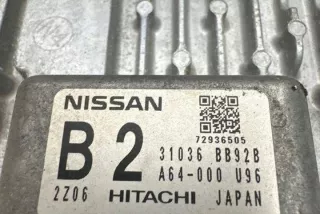 NISSAN
72936505
B 2 31036 BB92B
A64-000 U96
2Z06 HITACHI JAPAN